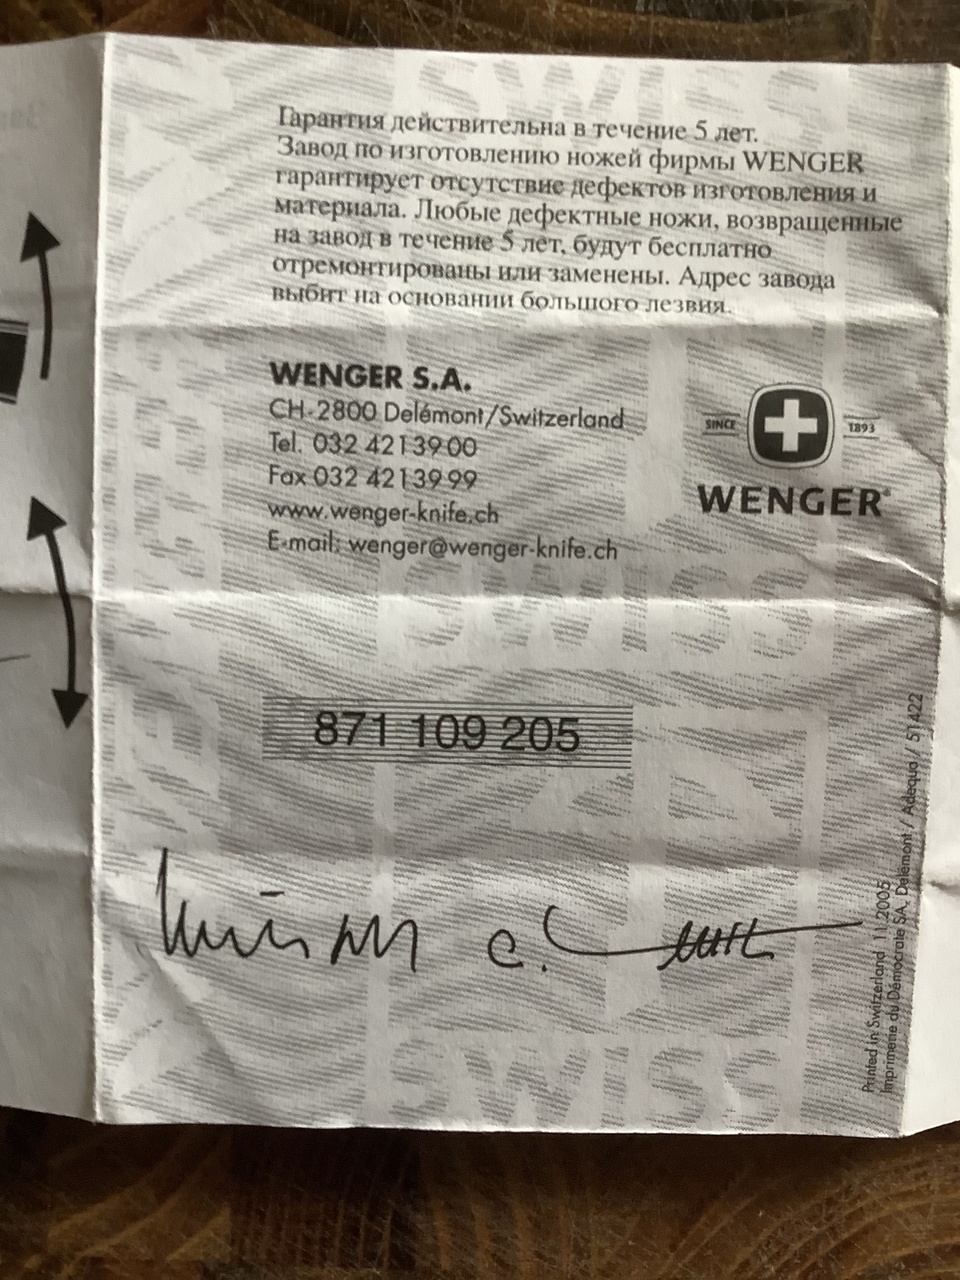 Гарантия действительна в течение 5 лет.
Завод по изготовлению ножей фирмы WENGER
гарантирует отсутствие дефектов изготовления и
материала. Любые дефектные ножи, возвращенные
на завод в течение 5 лет, будут бесплатно
отремонтированы или заменены. Адрес завода
выбит на основании большого лезвия.
WENGER S.A.
CH-2800 Delémont/Switzerland
Tel. 032 421 39 00
Fax 032 421 39 99
www.wenger-knife.ch
E-mail: wenger@wenger-knife.ch
SINCE 1893
WENGER®
871 109 205
Printed in Switzerland 11.2005
Imprimerie du Démocrate SA, Delémont / Adequa / 51422
SWISS
SWISS
SWISS